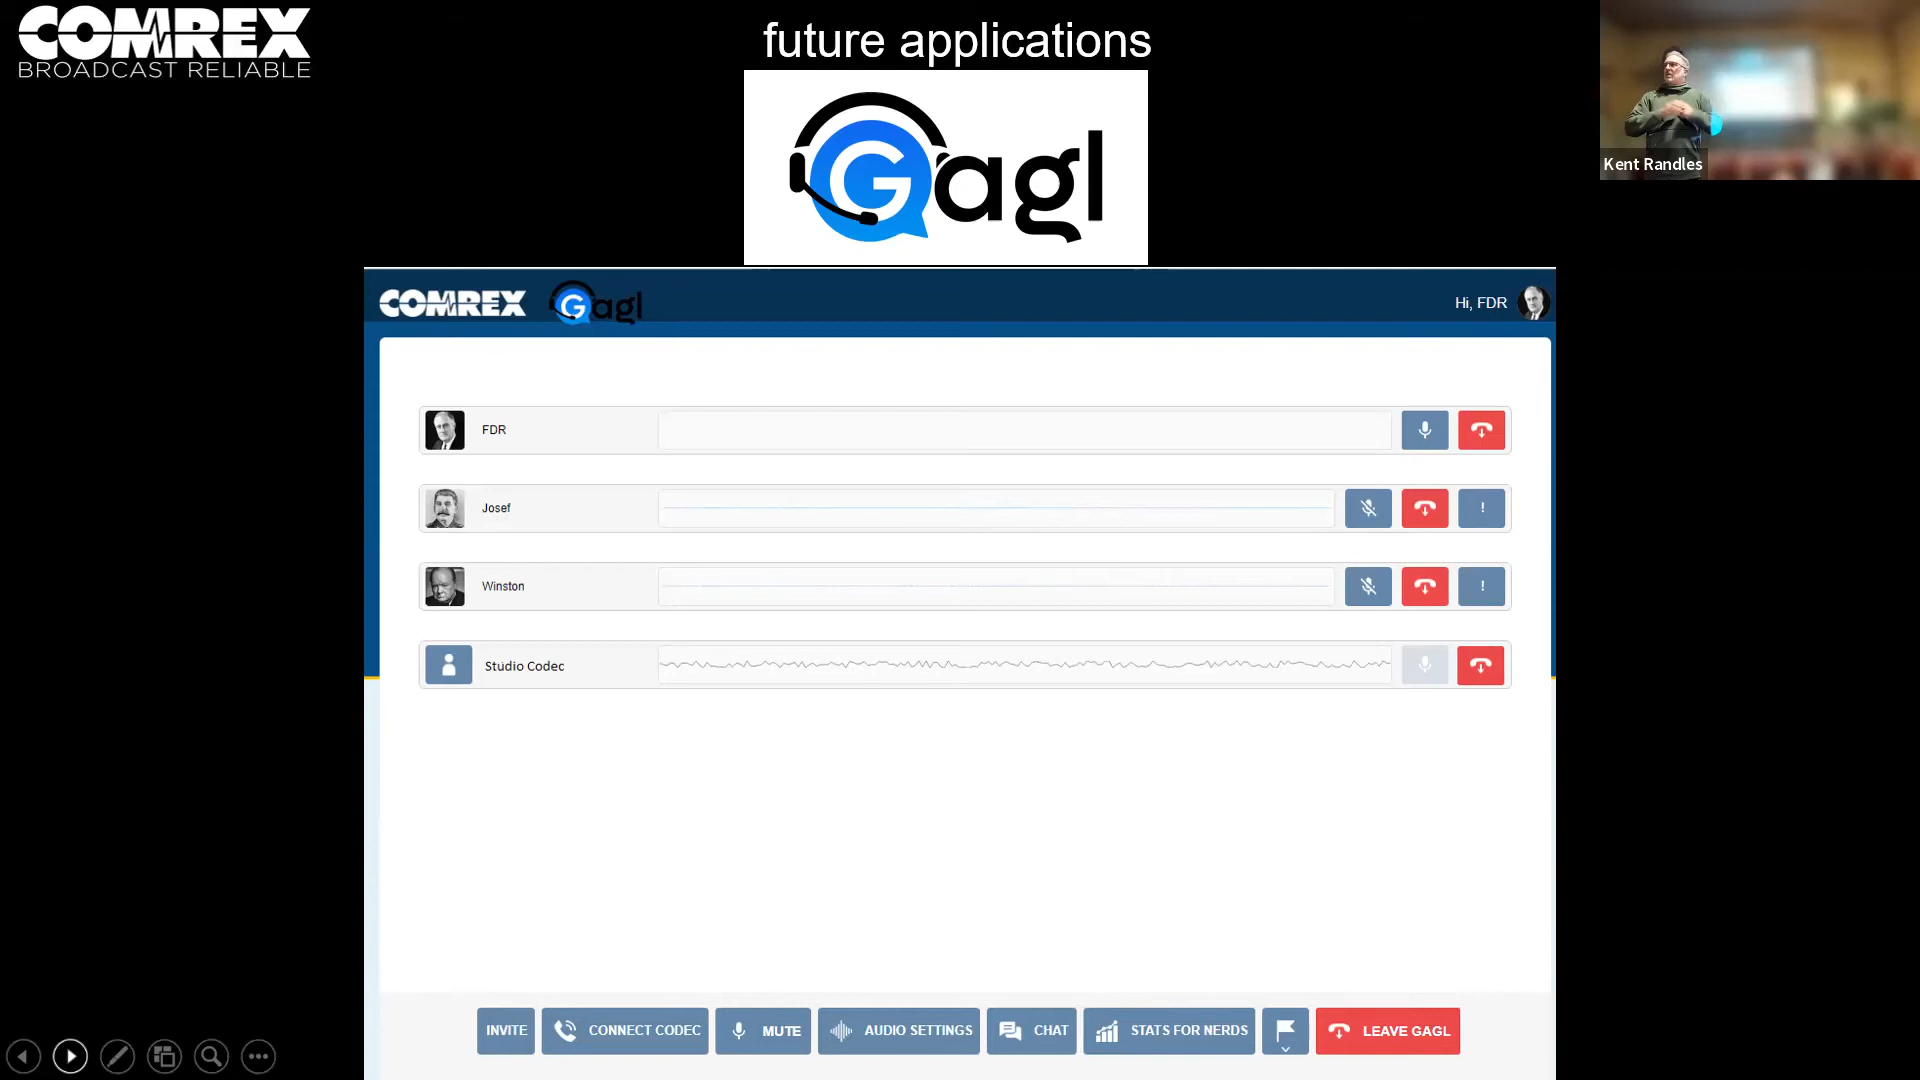 COMREX
BROADCAST RELIABLE
future applications
Gagl
Kent Randles
COMREX Gagl
Hi, FDR
FDR
Josef
!
Winston
!
Studio Codec
INVITE CONNECT CODEC MUTE AUDIO SETTINGS CHAT STATS FOR NERDS LEAVE GAGL